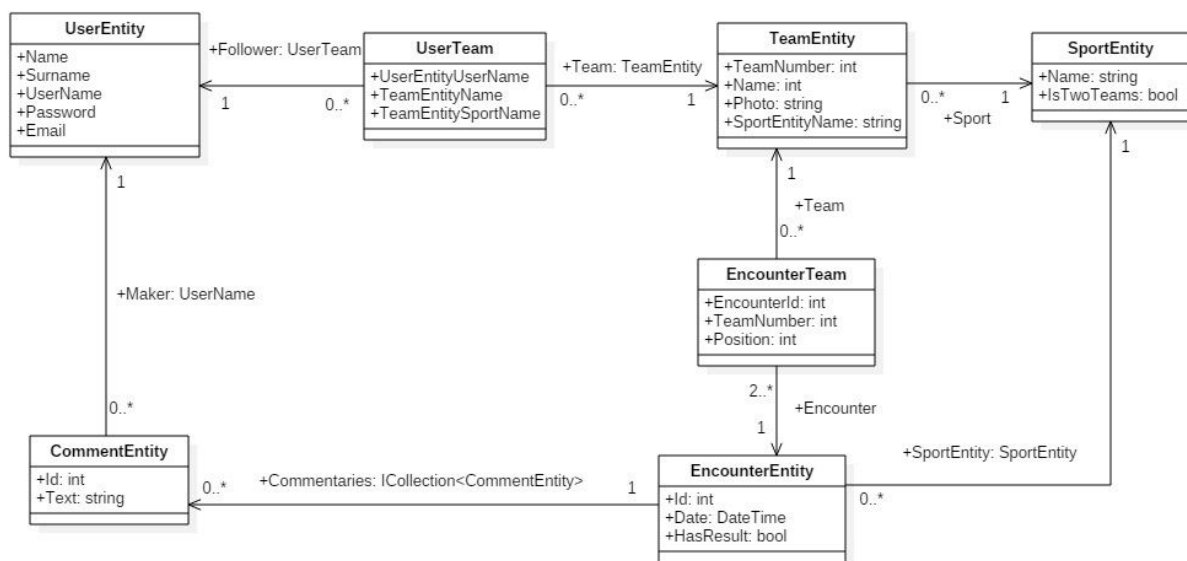 UserEntity
+Name
+Surname
+UserName
+Password
+Email
+Follower: UserTeam
1
0..*
UserTeam
+UserEntityUserName
+TeamEntityName
+TeamEntitySportName
+Team: TeamEntity
0..*
1
TeamEntity
+TeamNumber: int
+Name: int
+Photo: string
+SportEntityName: string
0..*
1
+Sport
SportEntity
+Name: string
+IsTwoTeams: bool
1
1
+Maker: UserName
0..*
1
+Team
0..*
EncounterTeam
+EncounterId: int
+TeamNumber: int
+Position: int
2..*
+Encounter
1
+SportEntity: SportEntity
0..*
CommentEntity
+Id: int
+Text: string
0..*
+Commentaries: ICollection<CommentEntity>
1
EncounterEntity
+Id: int
+Date: DateTime
+HasResult: bool